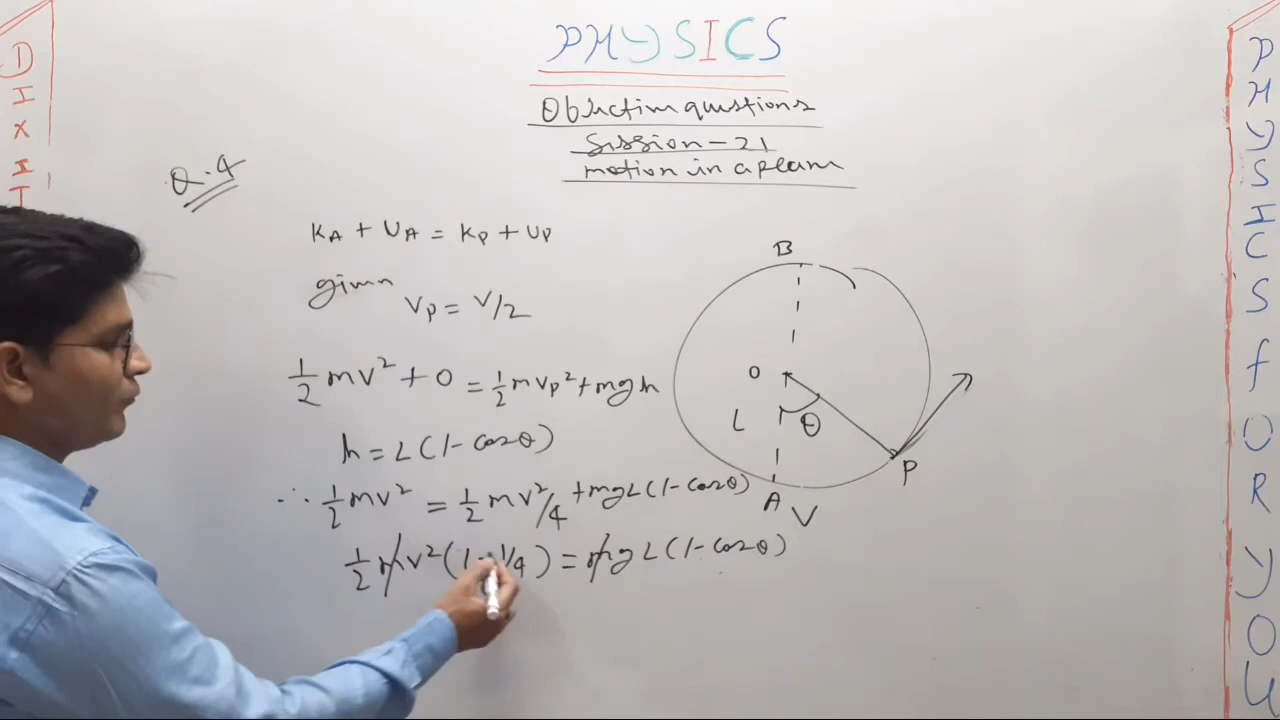 PHYSICS
Objective questions
Session-21
motion in a plane
Q.4
KA + UA = KP + UP
given VP = V/2
1/2 mv² + 0 = 1/2 mvP² + mgh
h = L(1 - cosθ)
∴ 1/2 mv² = 1/2 mv²/4 + mgL(1 - cosθ)
1/2 mv²(1 - 1/4) = mgL(1 - cosθ)
B
O
L θ
P
A V
DIXIT
PHYSICS fOR YOU